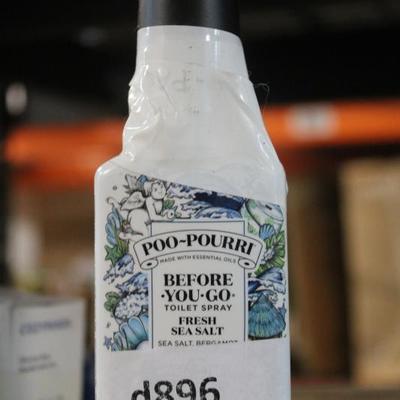 POO-POURRI
MADE WITH ESSENTIAL OILS
BEFORE
·YOU·GO·
TOILET SPRAY
FRESH
SEA SALT
SEA SALT, BERGAMOT
d896